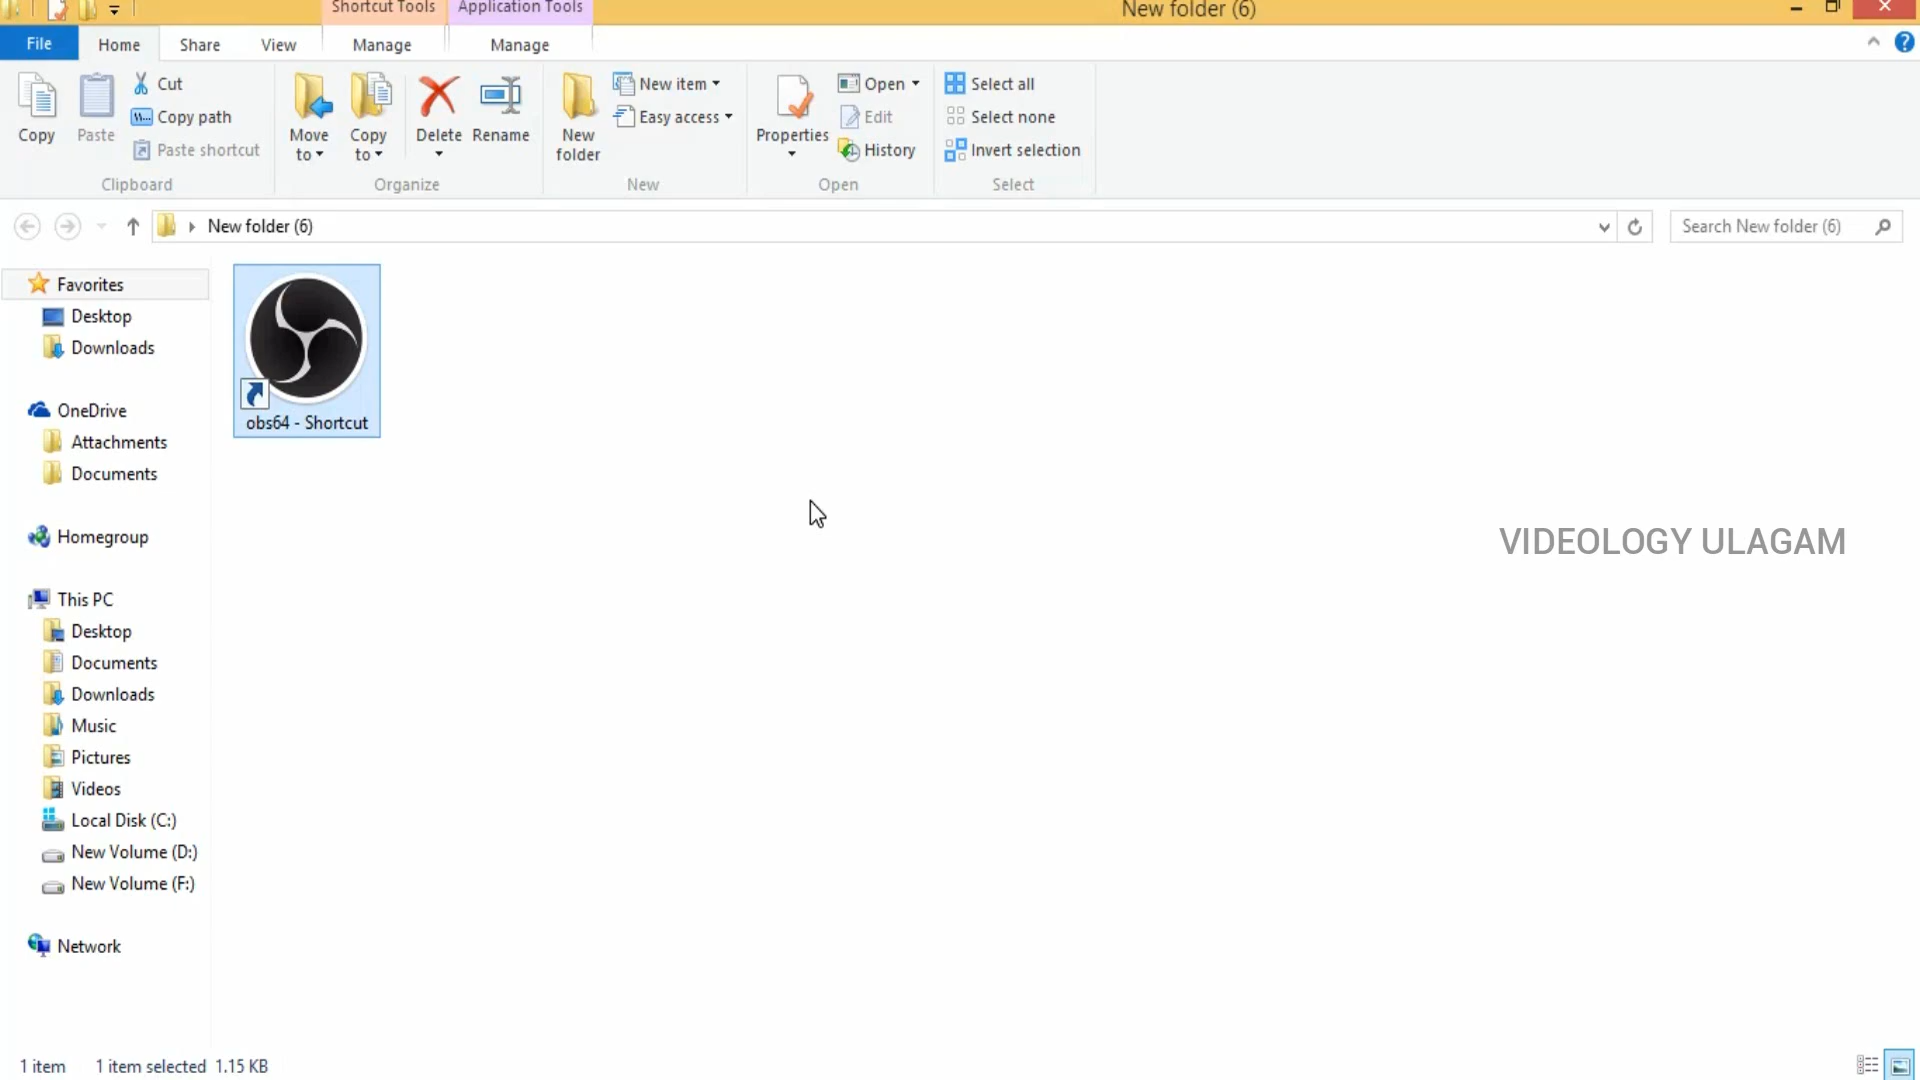 Shortcut Tools Application Tools New folder (6)
File Home Share View Manage Manage
Copy
Paste
Cut
Copy path
Paste shortcut
Clipboard
Move to
Copy to
Delete
Rename
Organize
New folder
New item
Easy access
New
Properties
Open
Edit
History
Open
Select all
Select none
Invert selection
Select
New folder (6)
Search New folder (6)
Favorites
Desktop
Downloads
OneDrive
Attachments
Documents
Homegroup
This PC
Desktop
Documents
Downloads
Music
Pictures
Videos
Local Disk (C:)
New Volume (D:)
New Volume (F:)
Network
obs64 - Shortcut
VIDEOLOGY ULAGAM
1 item 1 item selected 1.15 KB